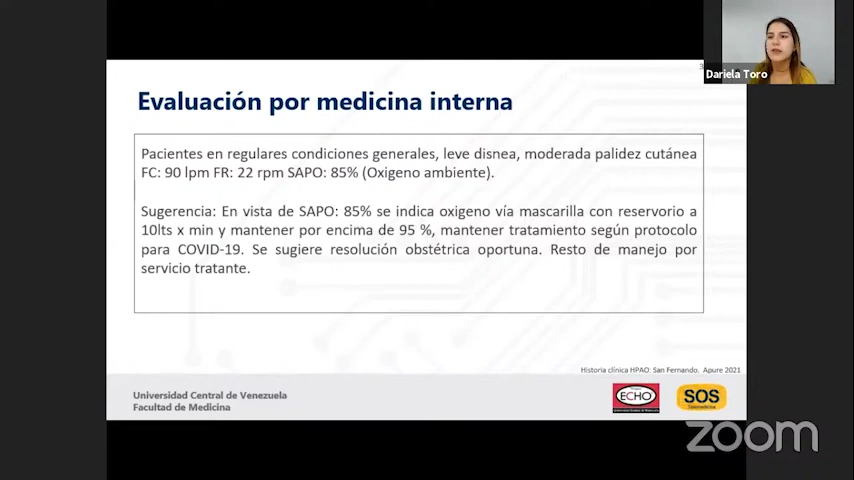 Dariela Toro
Evaluación por medicina interna
Pacientes en regulares condiciones generales, leve disnea, moderada palidez cutánea
FC: 90 lpm FR: 22 rpm SAPO: 85% (Oxigeno ambiente).
Sugerencia: En vista de SAPO: 85% se indica oxigeno vía mascarilla con reservorio a
10lts x min y mantener por encima de 95 %, mantener tratamiento según protocolo
para COVID-19. Se sugiere resolución obstétrica oportuna. Resto de manejo por
servicio tratante.
Historia clínica HPAO: San Fernando. Apure 2021
Universidad Central de Venezuela
Facultad de Medicina
ECHO
SOS
Telemedicina
zoom